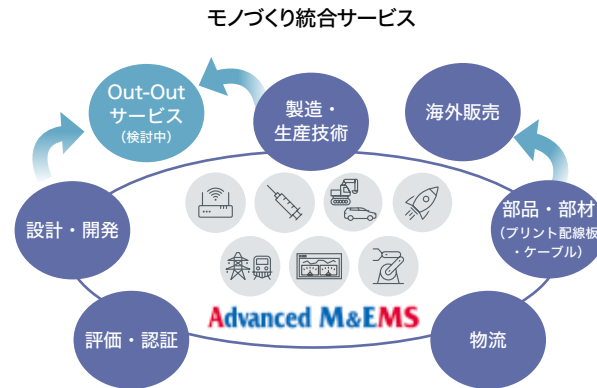 モノづくり統合サービス
Out-Out
サービス
（検討中）
製造・
生産技術
海外販売
設計・開発
部品・部材
（プリント配線板
・ケーブル）
Advanced M&EMS
評価・認証
物流